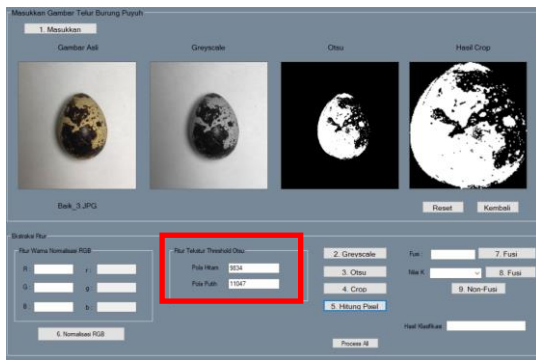 Masukkan Gambar Telur Burung Puyuh
1. Masukkan
Gambar Asli
Greyscale
Otsu
Hasil Crop
Baik_3.JPG
Reset
Kembali
Ekstraksi Fitur
Fitur Warna Normalisasi RGB
R :
r :
G :
g :
B :
b :
6. Normalisasi RGB
Fitur Tekstur Threshold Otsu
Pola Hitam : 9834
Pola Putih : 11047
2. Greyscale
3. Otsu
4. Crop
5. Hitung Pixel
Process All
Fusi :
7. Fusi
Nilai K :
8. Fusi
9. Non-Fusi
Hasil Klasifikasi :